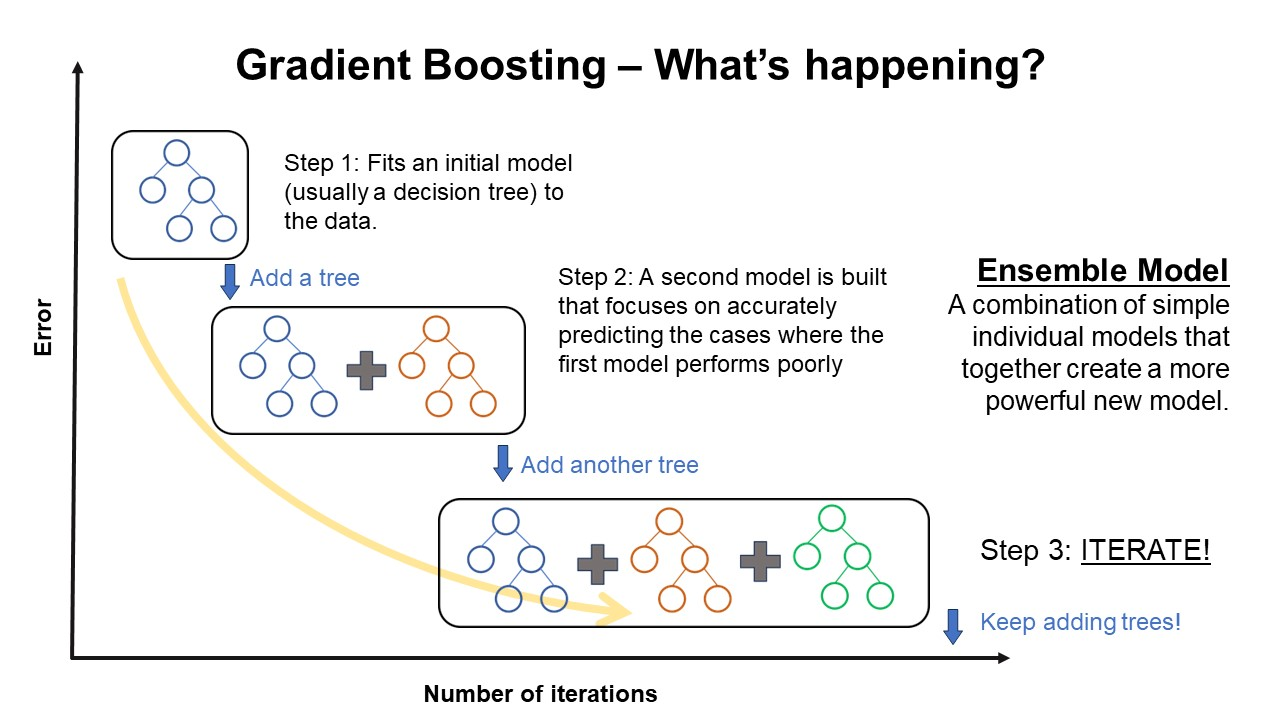 Gradient Boosting – What’s happening?
Step 1: Fits an initial model
(usually a decision tree) to
the data.
Add a tree
Step 2: A second model is built
that focuses on accurately
predicting the cases where the
first model performs poorly
Ensemble Model
A combination of simple
individual models that
together create a more
powerful new model.
Error
Add another tree
Step 3: ITERATE!
Keep adding trees!
Number of iterations